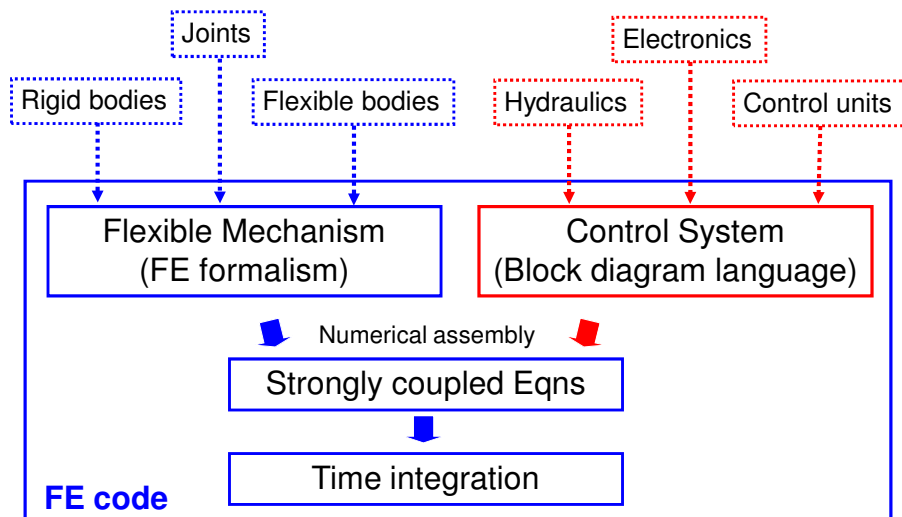 Joints
Electronics
Rigid bodies
Flexible bodies
Hydraulics
Control units
Flexible Mechanism
(FE formalism)
Control System
(Block diagram language)
Numerical assembly
Strongly coupled Eqns
Time integration
FE code